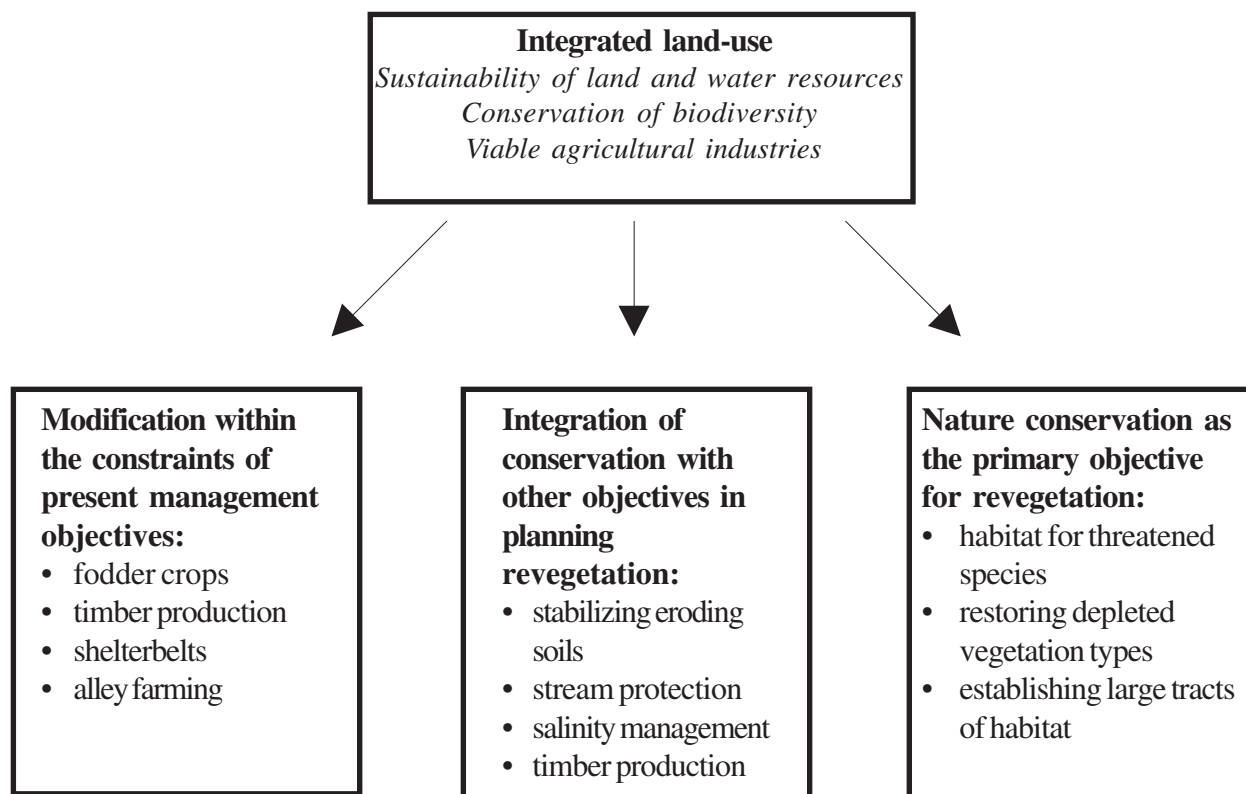 Integrated land-use
Sustainability of land and water resources
Conservation of biodiversity
Viable agricultural industries
Modification within
the constraints of
present management
objectives:
• fodder crops
• timber production
• shelterbelts
• alley farming
Integration of
conservation with
other objectives in
planning
revegetation:
• stabilizing eroding
soils
• stream protection
• salinity management
• timber production
Nature conservation as
the primary objective
for revegetation:
• habitat for threatened
species
• restoring depleted
vegetation types
• establishing large tracts
of habitat